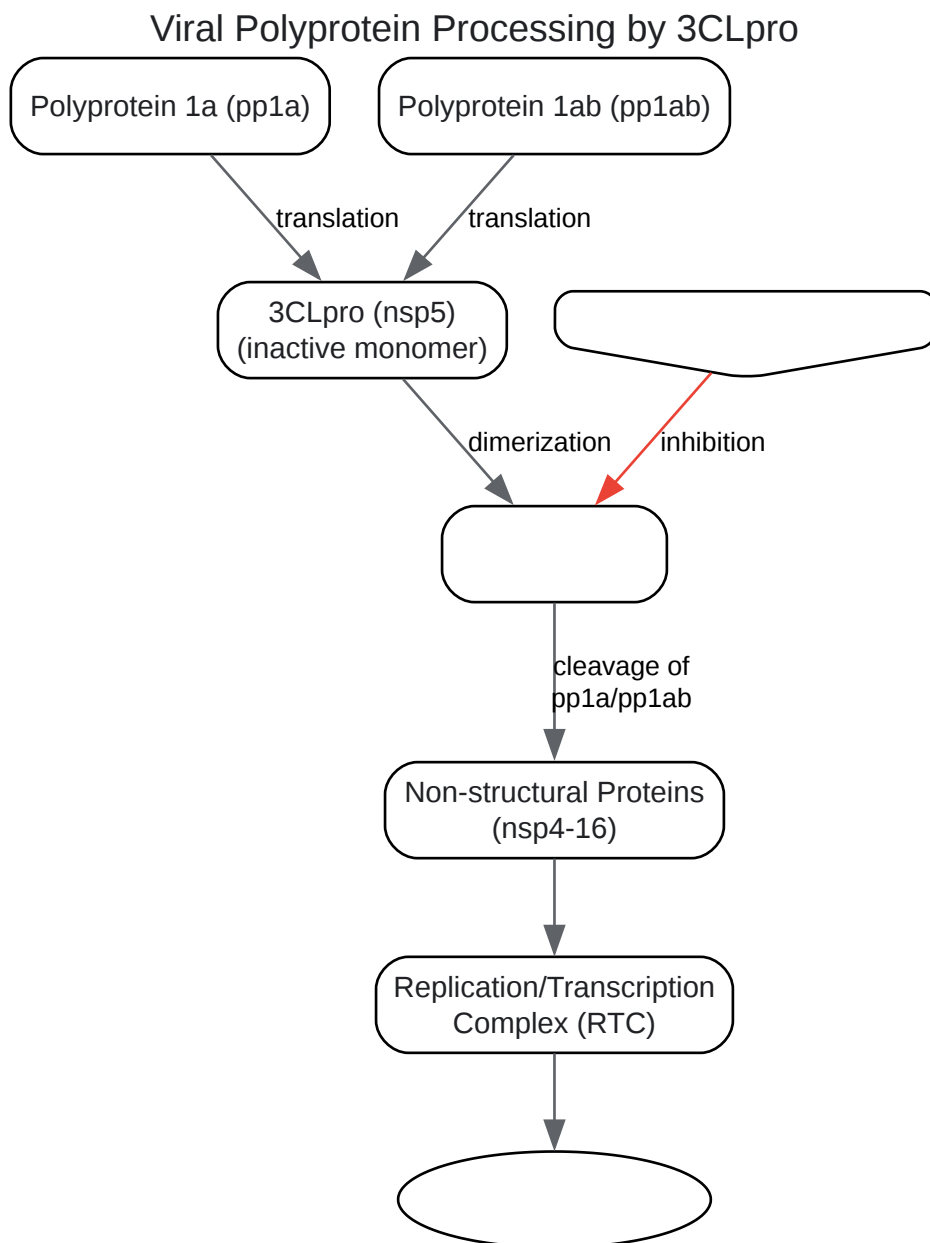 Viral Polyprotein Processing by 3CLpro
Polyprotein 1a (pp1a)
Polyprotein 1ab (pp1ab)
translation
translation
3CLpro (nsp5)
(inactive monomer)
dimerization
inhibition
cleavage of
pp1a/pp1ab
Non-structural Proteins
(nsp4-16)
Replication/Transcription
Complex (RTC)